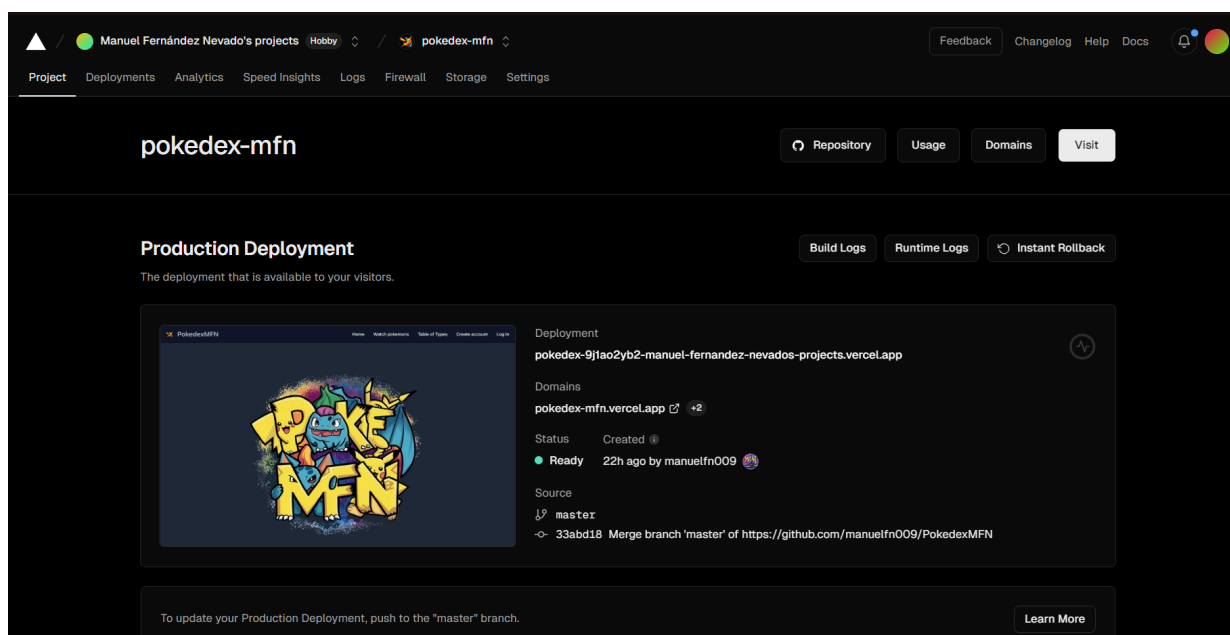 Manuel Fernández Nevado's projects Hobby / pokedex-mfn Feedback Changelog Help Docs
Project Deployments Analytics Speed Insights Logs Firewall Storage Settings
pokedex-mfn Repository Usage Domains Visit
Production Deployment Build Logs Runtime Logs Instant Rollback
The deployment that is available to your visitors.
PokedexMFN Home Watch pokemons Table of Types Create account Log In
POKÉ
MFN
Deployment
pokedex-9j1ao2yb2-manuel-fernandez-nevados-projects.vercel.app
Domains
pokedex-mfn.vercel.app +2
Status Created
Ready 22h ago by manuelfn009
Source
master
33abd18 Merge branch 'master' of https://github.com/manuelfn009/PokedexMFN
To update your Production Deployment, push to the "master" branch. Learn More